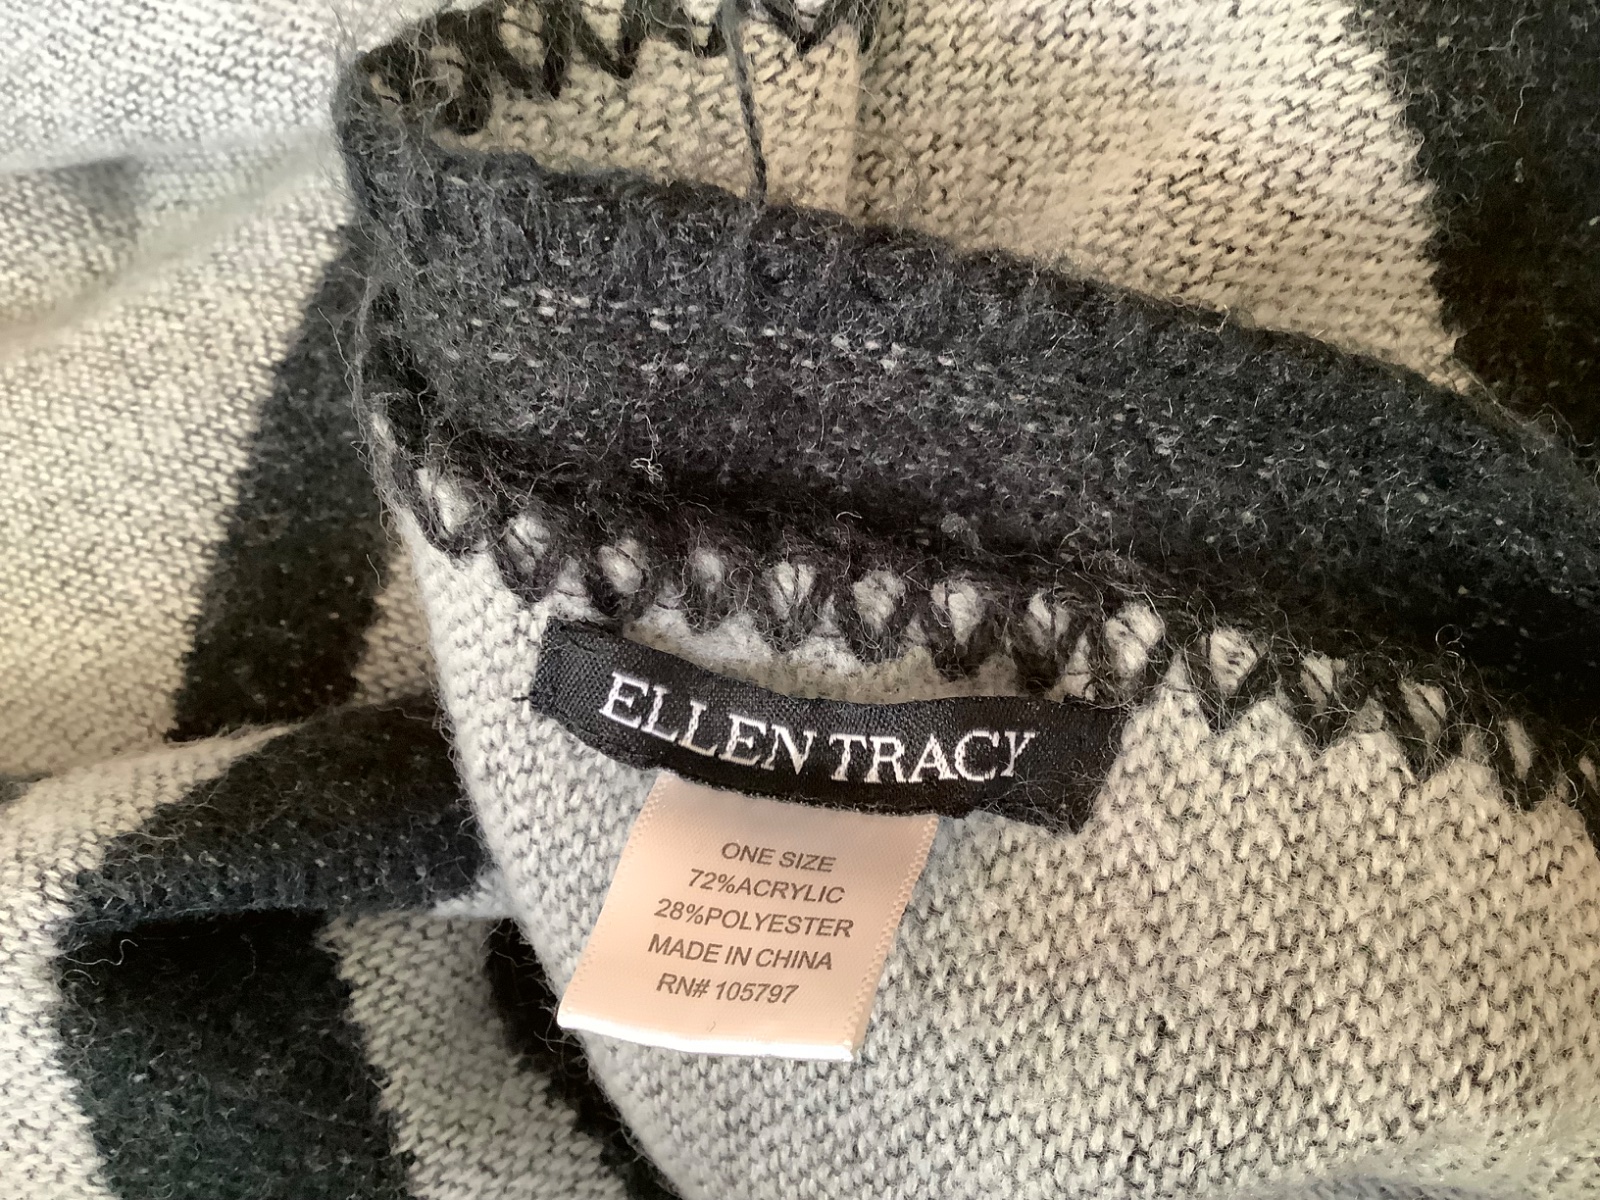 ELLEN TRACY
ONE SIZE
72%ACRYLIC
28%POLYESTER
MADE IN CHINA
RN# 105797